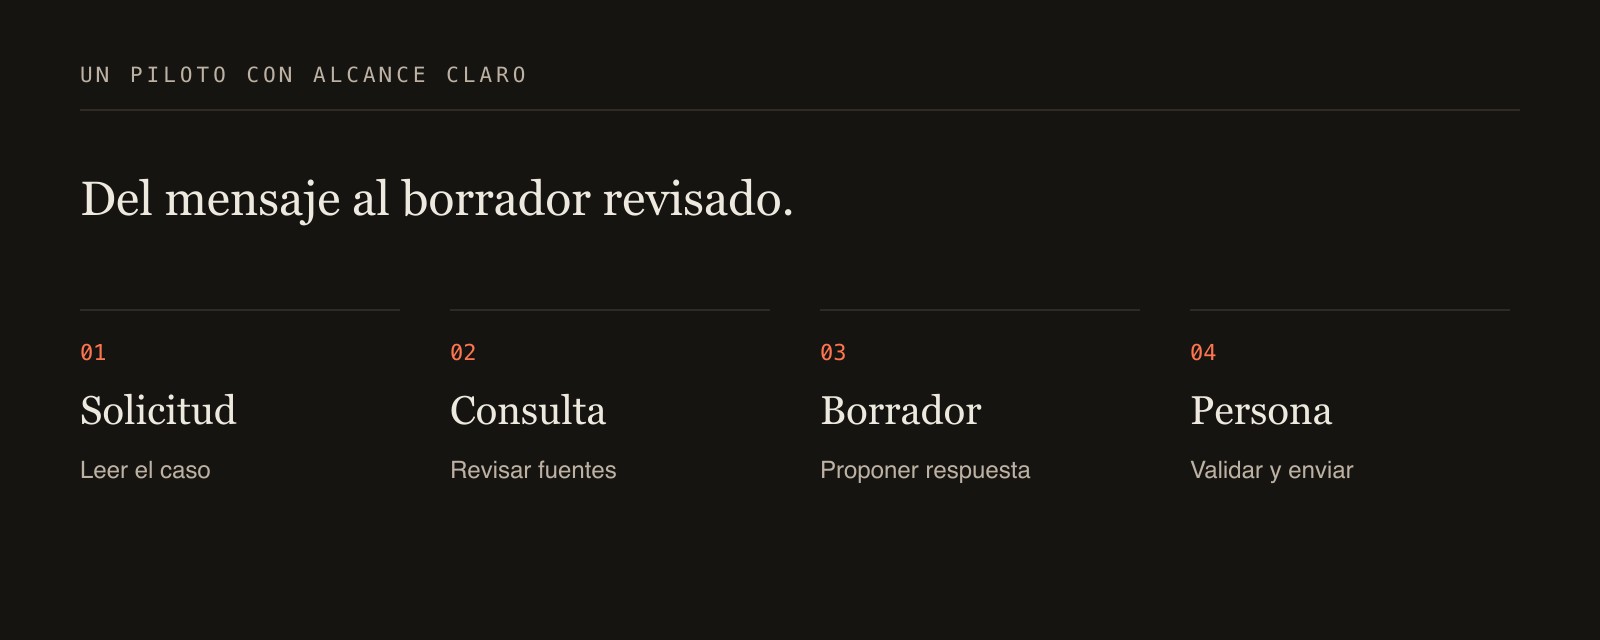 UN PILOTO CON ALCANCE CLARO
Del mensaje al borrador revisado.
01
Solicitud
Leer el caso
02
Consulta
Revisar fuentes
03
Borrador
Proponer respuesta
04
Persona
Validar y enviar